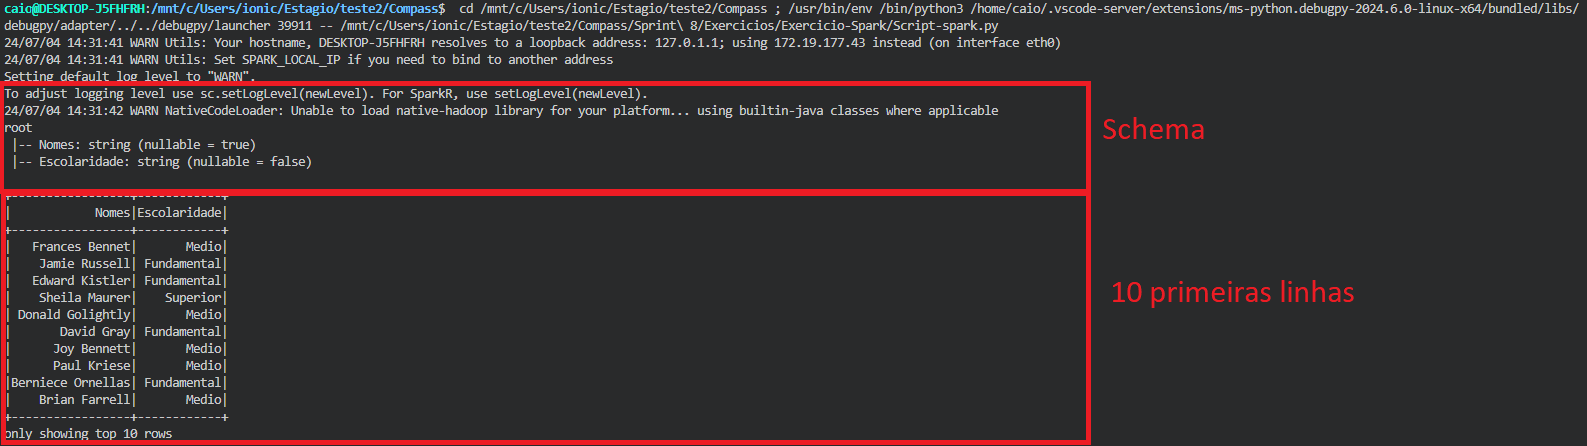 caio@DESKTOP-J5FHFRH:/mnt/c/Users/ionic/Estagio/teste2/Compass$  cd /mnt/c/Users/ionic/Estagio/teste2/Compass ; /usr/bin/env /bin/python3 /home/caio/.vscode-server/extensions/ms-python.debugpy-2024.6.0-linux-x64/bundled/libs/
debugpy/adapter/../../debugpy/launcher 39911 -- /mnt/c/Users/ionic/Estagio/teste2/Compass/Sprint\ 8/Exercicios/Exercicio-Spark/Script-spark.py
24/07/04 14:31:41 WARN Utils: Your hostname, DESKTOP-J5FHFRH resolves to a loopback address: 127.0.1.1; using 172.19.177.43 instead (on interface eth0)
24/07/04 14:31:41 WARN Utils: Set SPARK_LOCAL_IP if you need to bind to another address
Setting default log level to "WARN".
To adjust logging level use sc.setLogLevel(newLevel). For SparkR, use setLogLevel(newLevel).
24/07/04 14:31:42 WARN NativeCodeLoader: Unable to load native-hadoop library for your platform... using builtin-java classes where applicable
root
 |-- Nomes: string (nullable = true)
 |-- Escolaridade: string (nullable = false)
Schema
+-----------------+------------+
|            Nomes|Escolaridade|
+-----------------+------------+
|   Frances Bennet|       Medio|
|    Jamie Russell| Fundamental|
|   Edward Kistler| Fundamental|
|    Sheila Maurer|    Superior|
| Donald Golightly|       Medio|
|       David Gray| Fundamental|
|      Joy Bennett|       Medio|
|      Paul Kriese|       Medio|
|Berniece Ornellas| Fundamental|
|    Brian Farrell|       Medio|
+-----------------+------------+
only showing top 10 rows
10 primeiras linhas